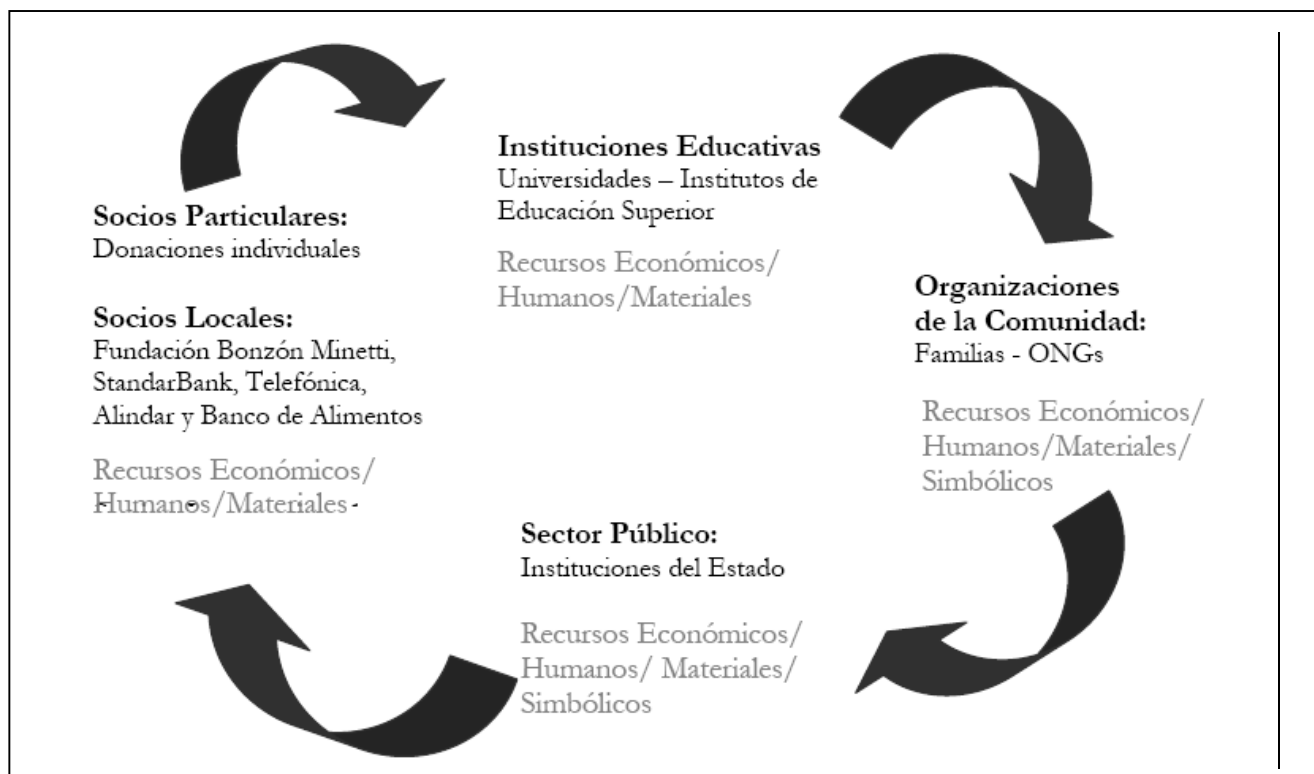 Instituciones Educativas
Universidades – Institutos de
Educación Superior
Recursos Económicos/
Humanos/Materiales
Socios Particulares:
Donaciones individuales
Socios Locales:
Fundación Bonzón Minetti,
StandarBank, Telefónica,
Alindar y Banco de Alimentos
Recursos Económicos/
Humanos/Materiales
Organizaciones
de la Comunidad:
Familias - ONGs
Recursos Económicos/
Humanos/Materiales/
Simbólicos
Sector Público:
Instituciones del Estado
Recursos Económicos/
Humanos/ Materiales/
Simbólicos